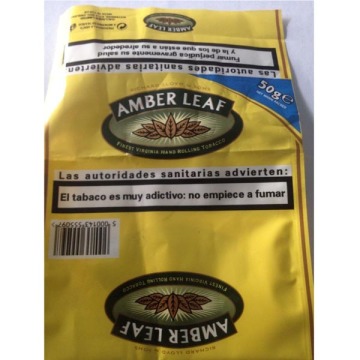 AMBER LEAF
Fumar perjudica gravemente su salud
y la de los que están a su alrededor
Las autoridades sanitarias advierten
50g e
AMBER LEAF
FINEST VIRGINIA HAND ROLLING TOBACCO
Las autoridades sanitarias advierten:
El tabaco es muy adictivo: no empiece a fumar
AMBER LEAF
FINEST VIRGINIA HAND ROLLING TOBACCO